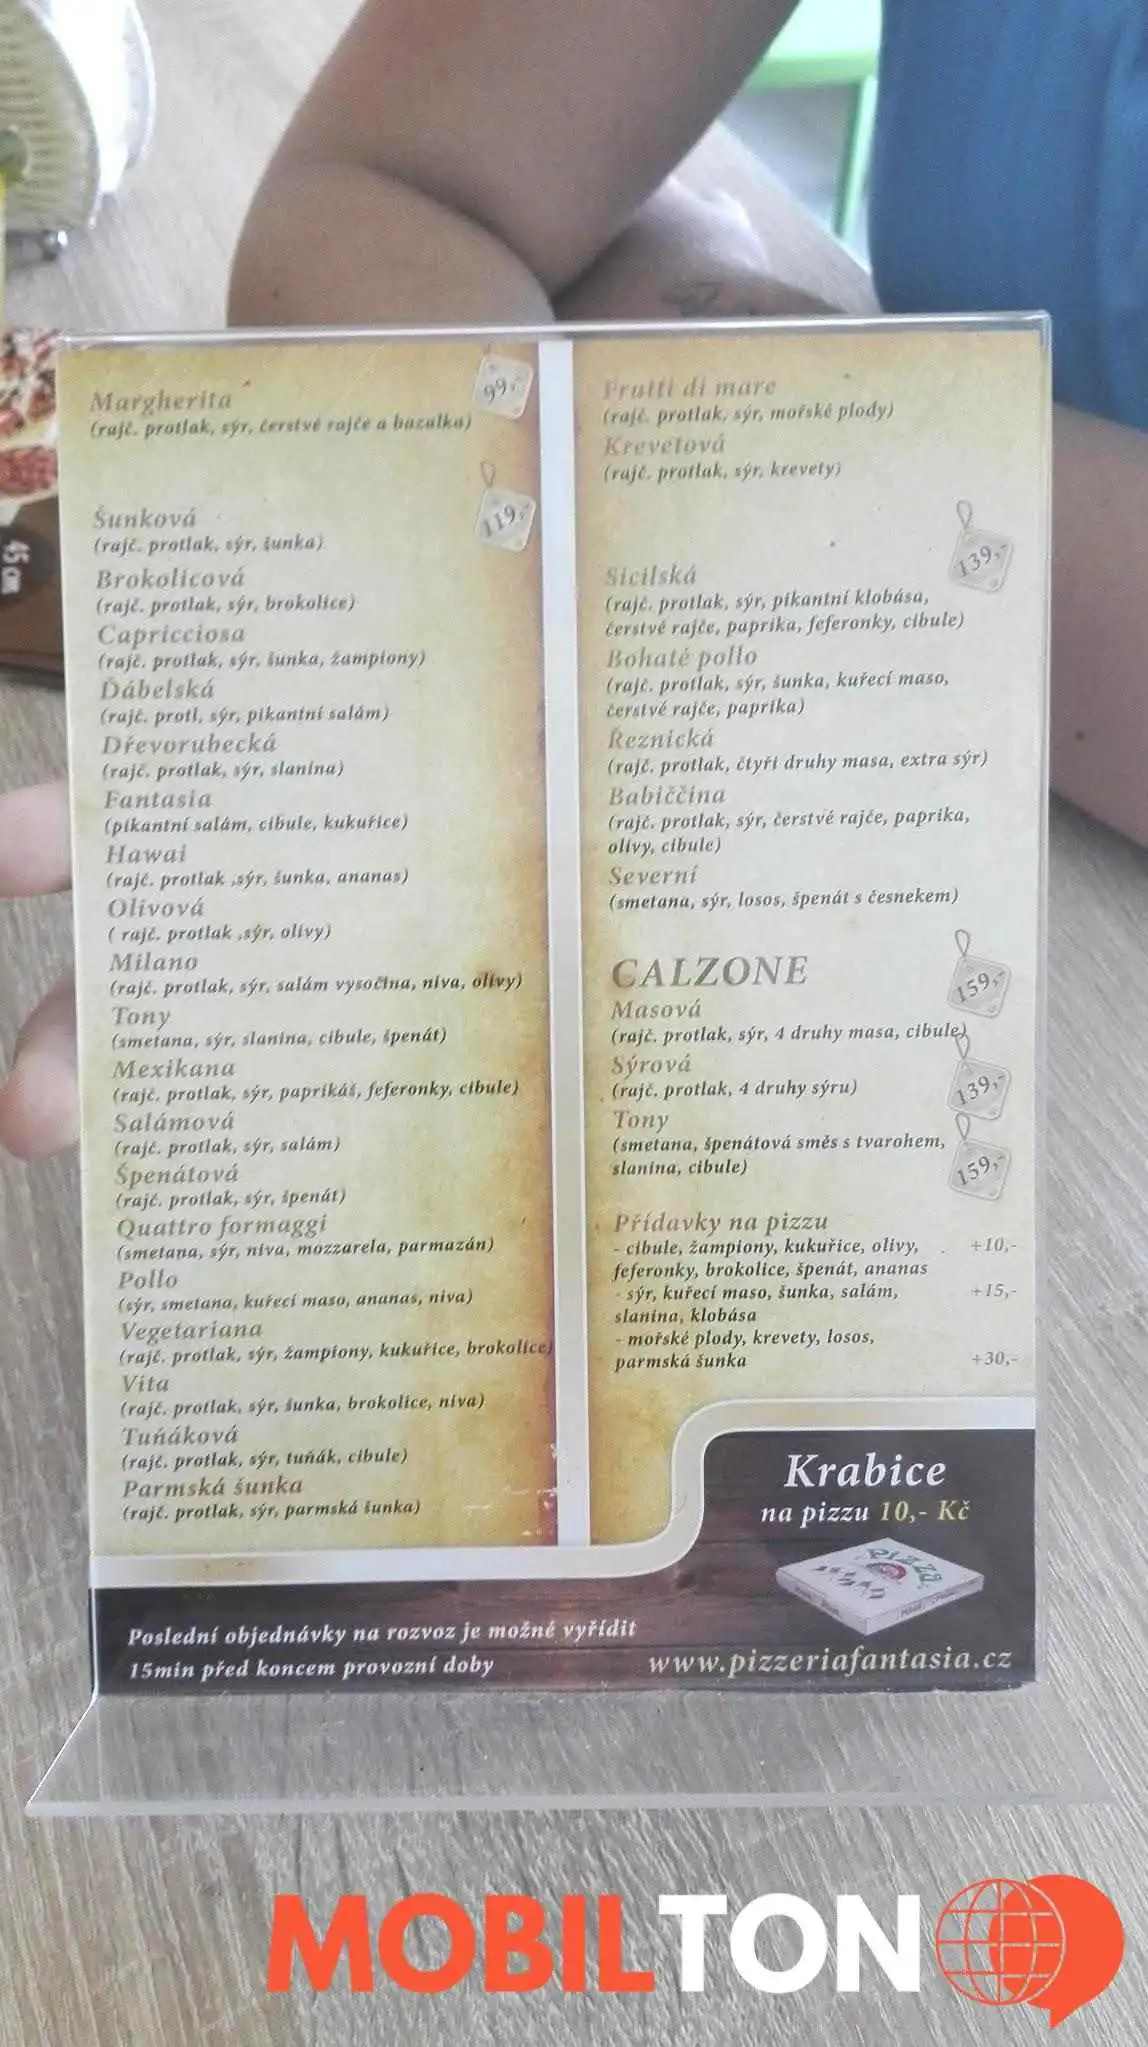 45 cm
Margherita
99,-
(rajč. protlak, sýr, čerstvé rajče a bazalka)
Šunková
119,-
(rajč. protlak, sýr, šunka)
Brokolicová
(rajč. protlak, sýr, brokolice)
Capricciosa
(rajč. protlak, sýr, šunka, žampiony)
Ďábelská
(rajč. protl, sýr, pikantní salám)
Dřevorubecká
(rajč. protlak, sýr, slanina)
Fantasia
(pikantní salám, cibule, kukuřice)
Hawai
(rajč. protlak ,sýr, šunka, ananas)
Olivová
( rajč. protlak ,sýr, olivy)
Milano
(rajč. protlak, sýr, salám vysočina, niva, olivy)
Tony
(smetana, sýr, slanina, cibule, špenát)
Mexikana
(rajč. protlak, sýr, paprikáš, feferonky, cibule)
Salámová
(rajč. protlak, sýr, salám)
Špenátová
(rajč. protlak, sýr, špenát)
Quattro formaggi
(smetana, sýr, niva, mozzarela, parmazán)
Pollo
(sýr, smetana, kuřecí maso, ananas, niva)
Vegetariana
(rajč. protlak, sýr, žampiony, kukuřice, brokolice)
Vita
(rajč. protlak, sýr, šunka, brokolice, niva)
Tuňáková
(rajč. protlak, sýr, tuňák, cibule)
Parmská šunka
(rajč. protlak, sýr, parmská šunka)
Frutti di mare
(rajč. protlak, sýr, mořské plody)
Krevetová
(rajč. protlak, sýr, krevety)
139,-
Sicilská
(rajč. protlak, sýr, pikantní klobása,
čerstvé rajče, paprika, feferonky, cibule)
Bohaté pollo
(rajč. protlak, sýr, šunka, kuřecí maso,
čerstvé rajče, paprika)
Řeznická
(rajč. protlak, čtyři druhy masa, extra sýr)
Babiččina
(rajč. protlak, sýr, čerstvé rajče, paprika,
olivy, cibule)
Severní
(smetana, sýr, losos, špenát s česnekem)
CALZONE
159,-
Masová
(rajč. protlak, sýr, 4 druhy masa, cibule)
Sýrová
139,-
(rajč. protlak, 4 druhy sýru)
Tony
(smetana, špenátová směs s tvarohem,
slanina, cibule)
159,-
Přídavky na pizzu
- cibule, žampiony, kukuřice, olivy, +10,-
feferonky, brokolice, špenát, ananas
- sýr, kuřecí maso, šunka, salám, +15,-
slanina, klobása
- mořské plody, krevety, losos,
parmská šunka +30,-
Krabice
na pizzu 10,- Kč
PIZZA
Poslední objednávky na rozvoz je možné vyřídit
15min před koncem provozní doby
www.pizzeriafantasia.cz
MOBILTON